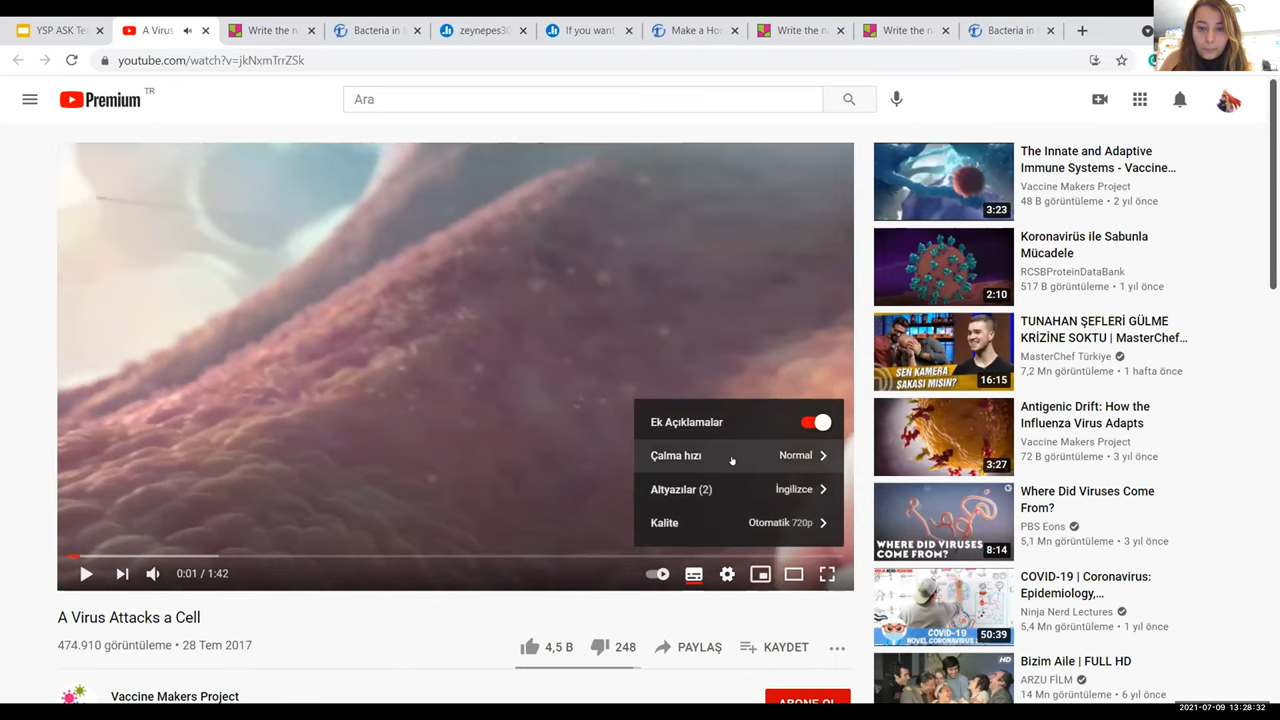 YSP ASK Te
A Virus
Write the n
Bacteria in
zeynepes3
If you want
Make a Hor
Write the n
Write the n
Bacteria in
youtube.com/watch?v=jkNxmTrrZSk
Premium TR
Ara
Ek Açıklamalar
Çalma hızı Normal
Altyazılar (2) İngilizce
Kalite Otomatik 720p
0:01 / 1:42
A Virus Attacks a Cell
474.910 görüntüleme • 28 Tem 2017
4,5 B 248 PAYLAŞ KAYDET
Vaccine Makers Project
ABONE OL
3:23
The Innate and Adaptive
Immune Systems - Vaccine…
Vaccine Makers Project
48 B görüntüleme • 2 yıl önce
2:10
Koronavirüs ile Sabunla
Mücadele
RCSBProteinDataBank
517 B görüntüleme • 1 yıl önce
SEN KAMERA
ŞAKASI MISIN?
16:15
TUNAHAN ŞEFLERİ GÜLME
KRİZİNE SOKTU | MasterChef…
MasterChef Türkiye
7,2 Mn görüntüleme • 1 hafta önce
3:27
Antigenic Drift: How the
Influenza Virus Adapts
Vaccine Makers Project
72 B görüntüleme • 3 yıl önce
WHERE DID VIRUSES
COME FROM?
8:14
Where Did Viruses Come
From?
PBS Eons
5,1 Mn görüntüleme • 3 yıl önce
COVID-19
50:39
COVID-19 | Coronavirus:
Epidemiology,…
Ninja Nerd Lectures
5,4 Mn görüntüleme • 1 yıl önce
HD
Bizim Aile | FULL HD
ARZU FİLM
14 Mn görüntüleme • 6 yıl önce
2021-07-09 13:28:32